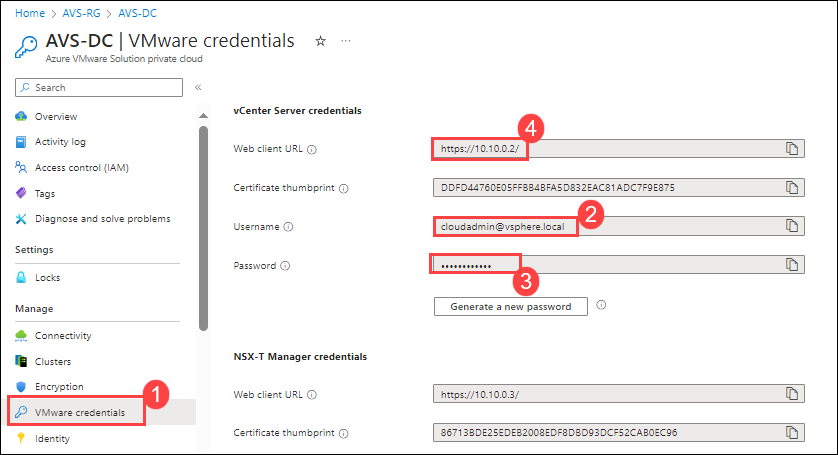 Home > AVS-RG > AVS-DC
AVS-DC | VMware credentials ☆ ···
Azure VMware Solution private cloud
Search «
Overview
Activity log
Access control (IAM)
Tags
Diagnose and solve problems
Settings
Locks
Manage
Connectivity
Clusters
Encryption
VMware credentials 1
Identity
vCenter Server credentials
4
Web client URL https://10.10.0.2/
Certificate thumbprint DDFD44760E05FFBB4BFA5D832EAC81ADC7F9E875
2
Username cloudadmin@vsphere.local
Password ••••••••••••
3
Generate a new password
NSX-T Manager credentials
Web client URL https://10.10.0.3/
Certificate thumbprint 86713BDE25EDEB2008EDF8DBD93DCF52CAB0EC96